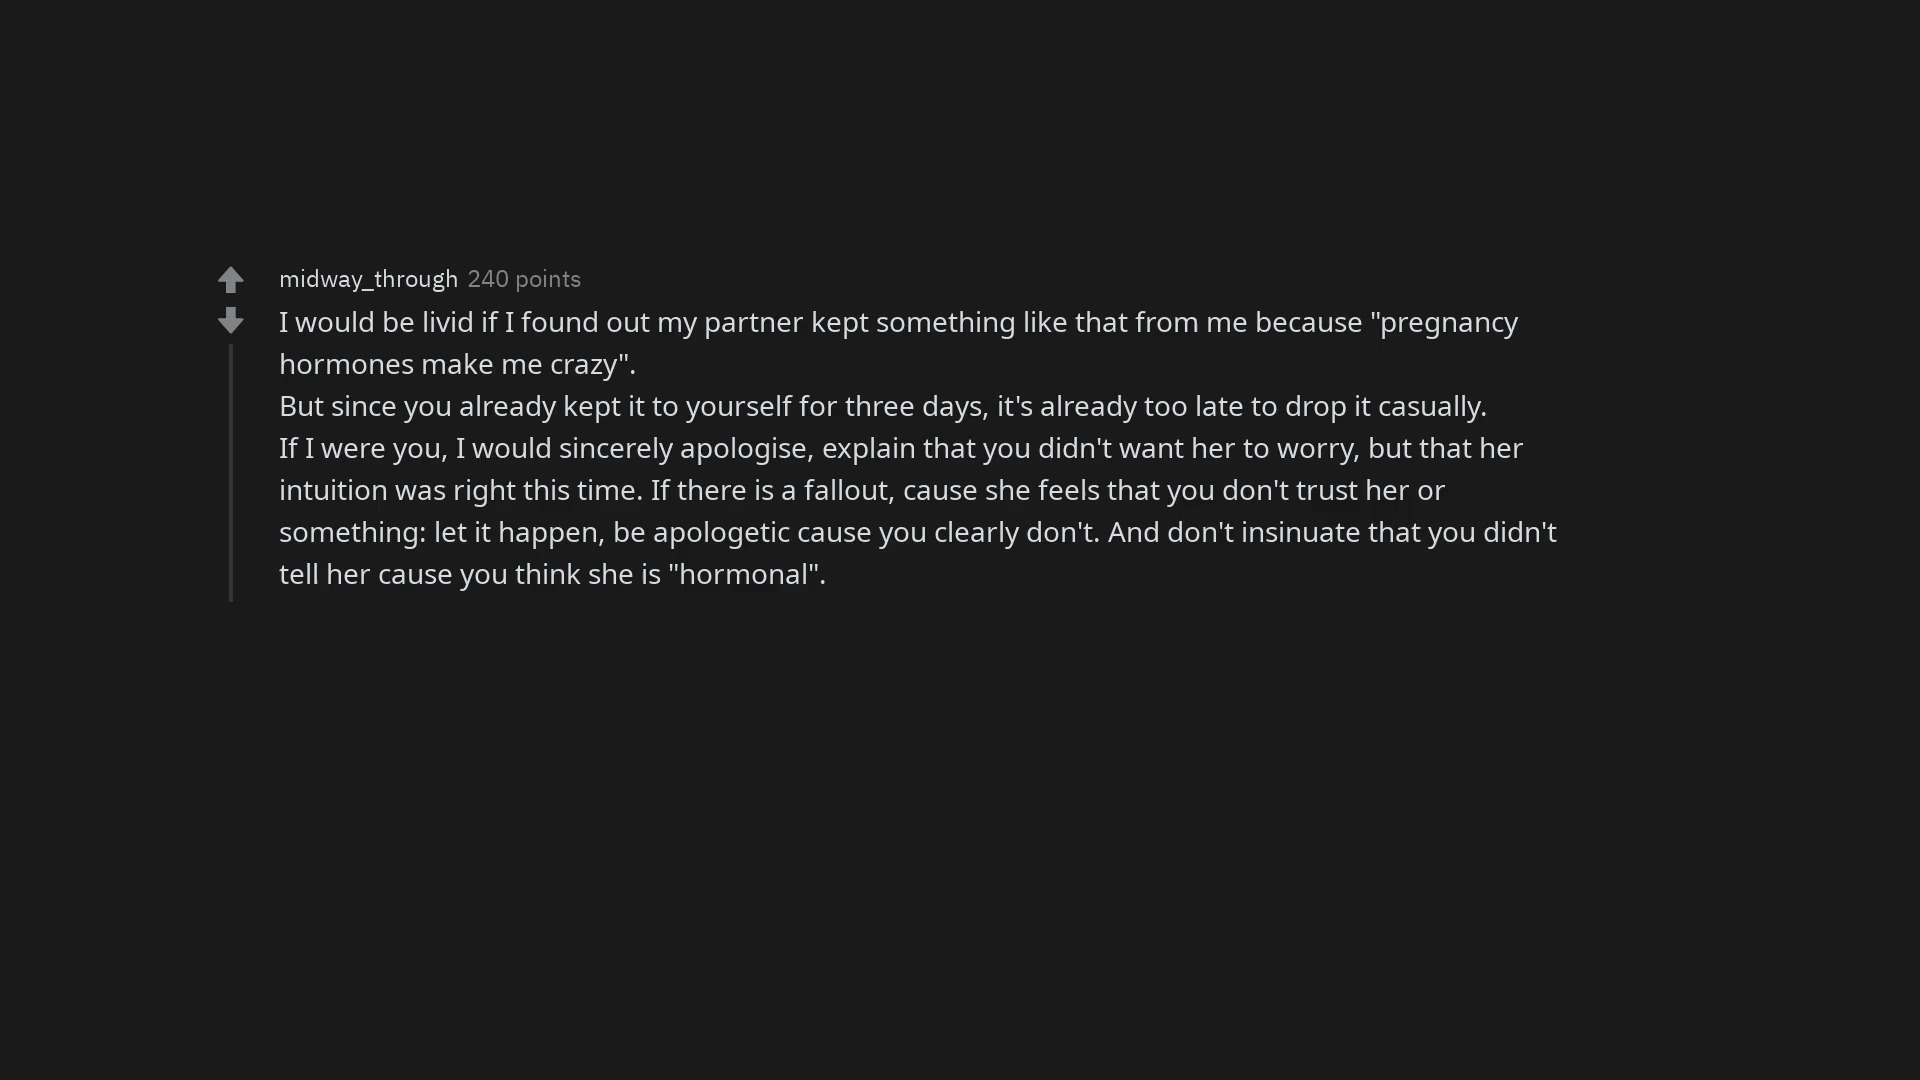 midway_through 240 points
I would be livid if I found out my partner kept something like that from me because "pregnancy
hormones make me crazy".
But since you already kept it to yourself for three days, it's already too late to drop it casually.
If I were you, I would sincerely apologise, explain that you didn't want her to worry, but that her
intuition was right this time. If there is a fallout, cause she feels that you don't trust her or
something: let it happen, be apologetic cause you clearly don't. And don't insinuate that you didn't
tell her cause you think she is "hormonal".